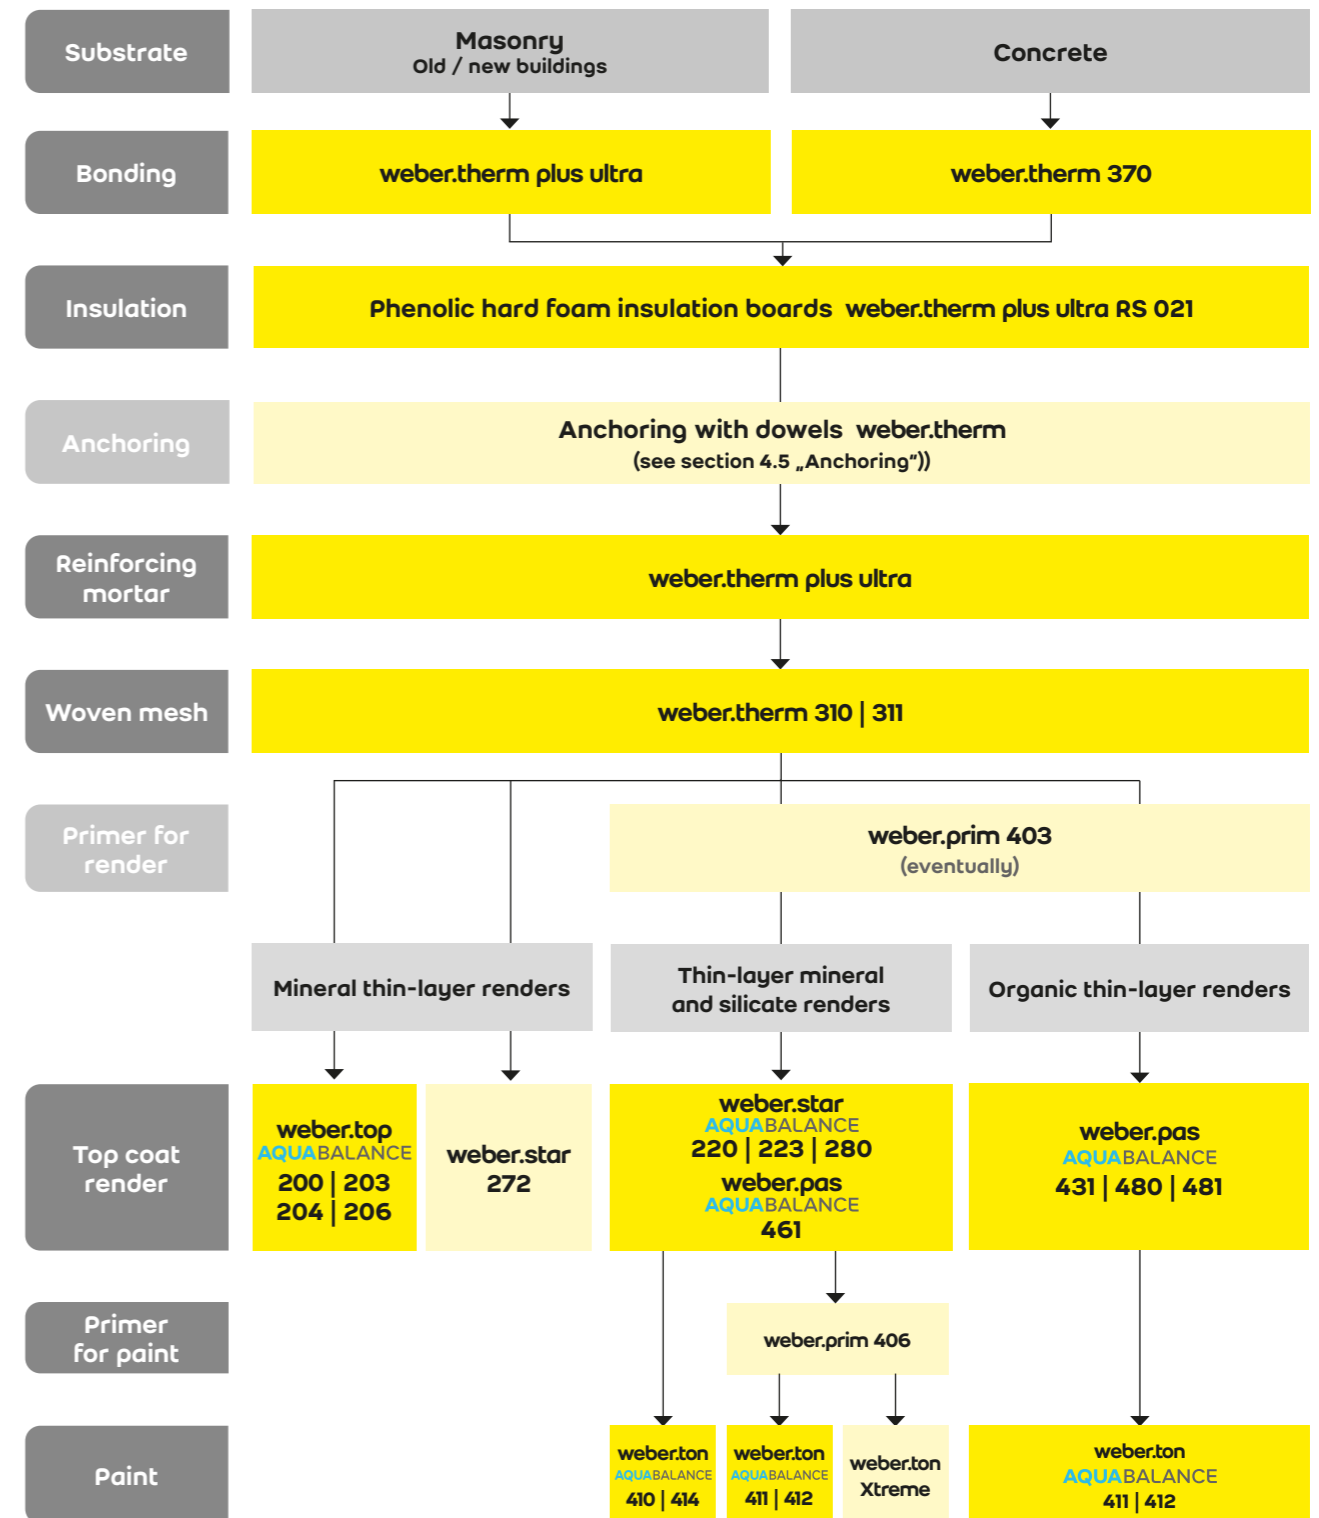 Substrate
Masonry
Old / new buildings
Concrete
Bonding
weber.therm plus ultra
weber.therm 370
Insulation
Phenolic hard foam insulation boards weber.therm plus ultra RS 021
Anchoring
Anchoring with dowels weber.therm
(see section 4.5 „Anchoring“))
Reinforcing
mortar
weber.therm plus ultra
Woven mesh
weber.therm 310 | 311
Primer for
render
weber.prim 403
(eventually)
Mineral thin-layer renders
Thin-layer mineral
and silicate renders
Organic thin-layer renders
Top coat
render
weber.top
AQUABALANCE
200 | 203
204 | 206
weber.star
272
weber.star
AQUABALANCE
220 | 223 | 280
weber.pas
AQUABALANCE
461
weber.pas
AQUABALANCE
431 | 480 | 481
Primer
for paint
weber.prim 406
Paint
weber.ton
AQUABALANCE
410 | 414
weber.ton
AQUABALANCE
411 | 412
weber.ton
Xtreme
weber.ton
AQUABALANCE
411 | 412